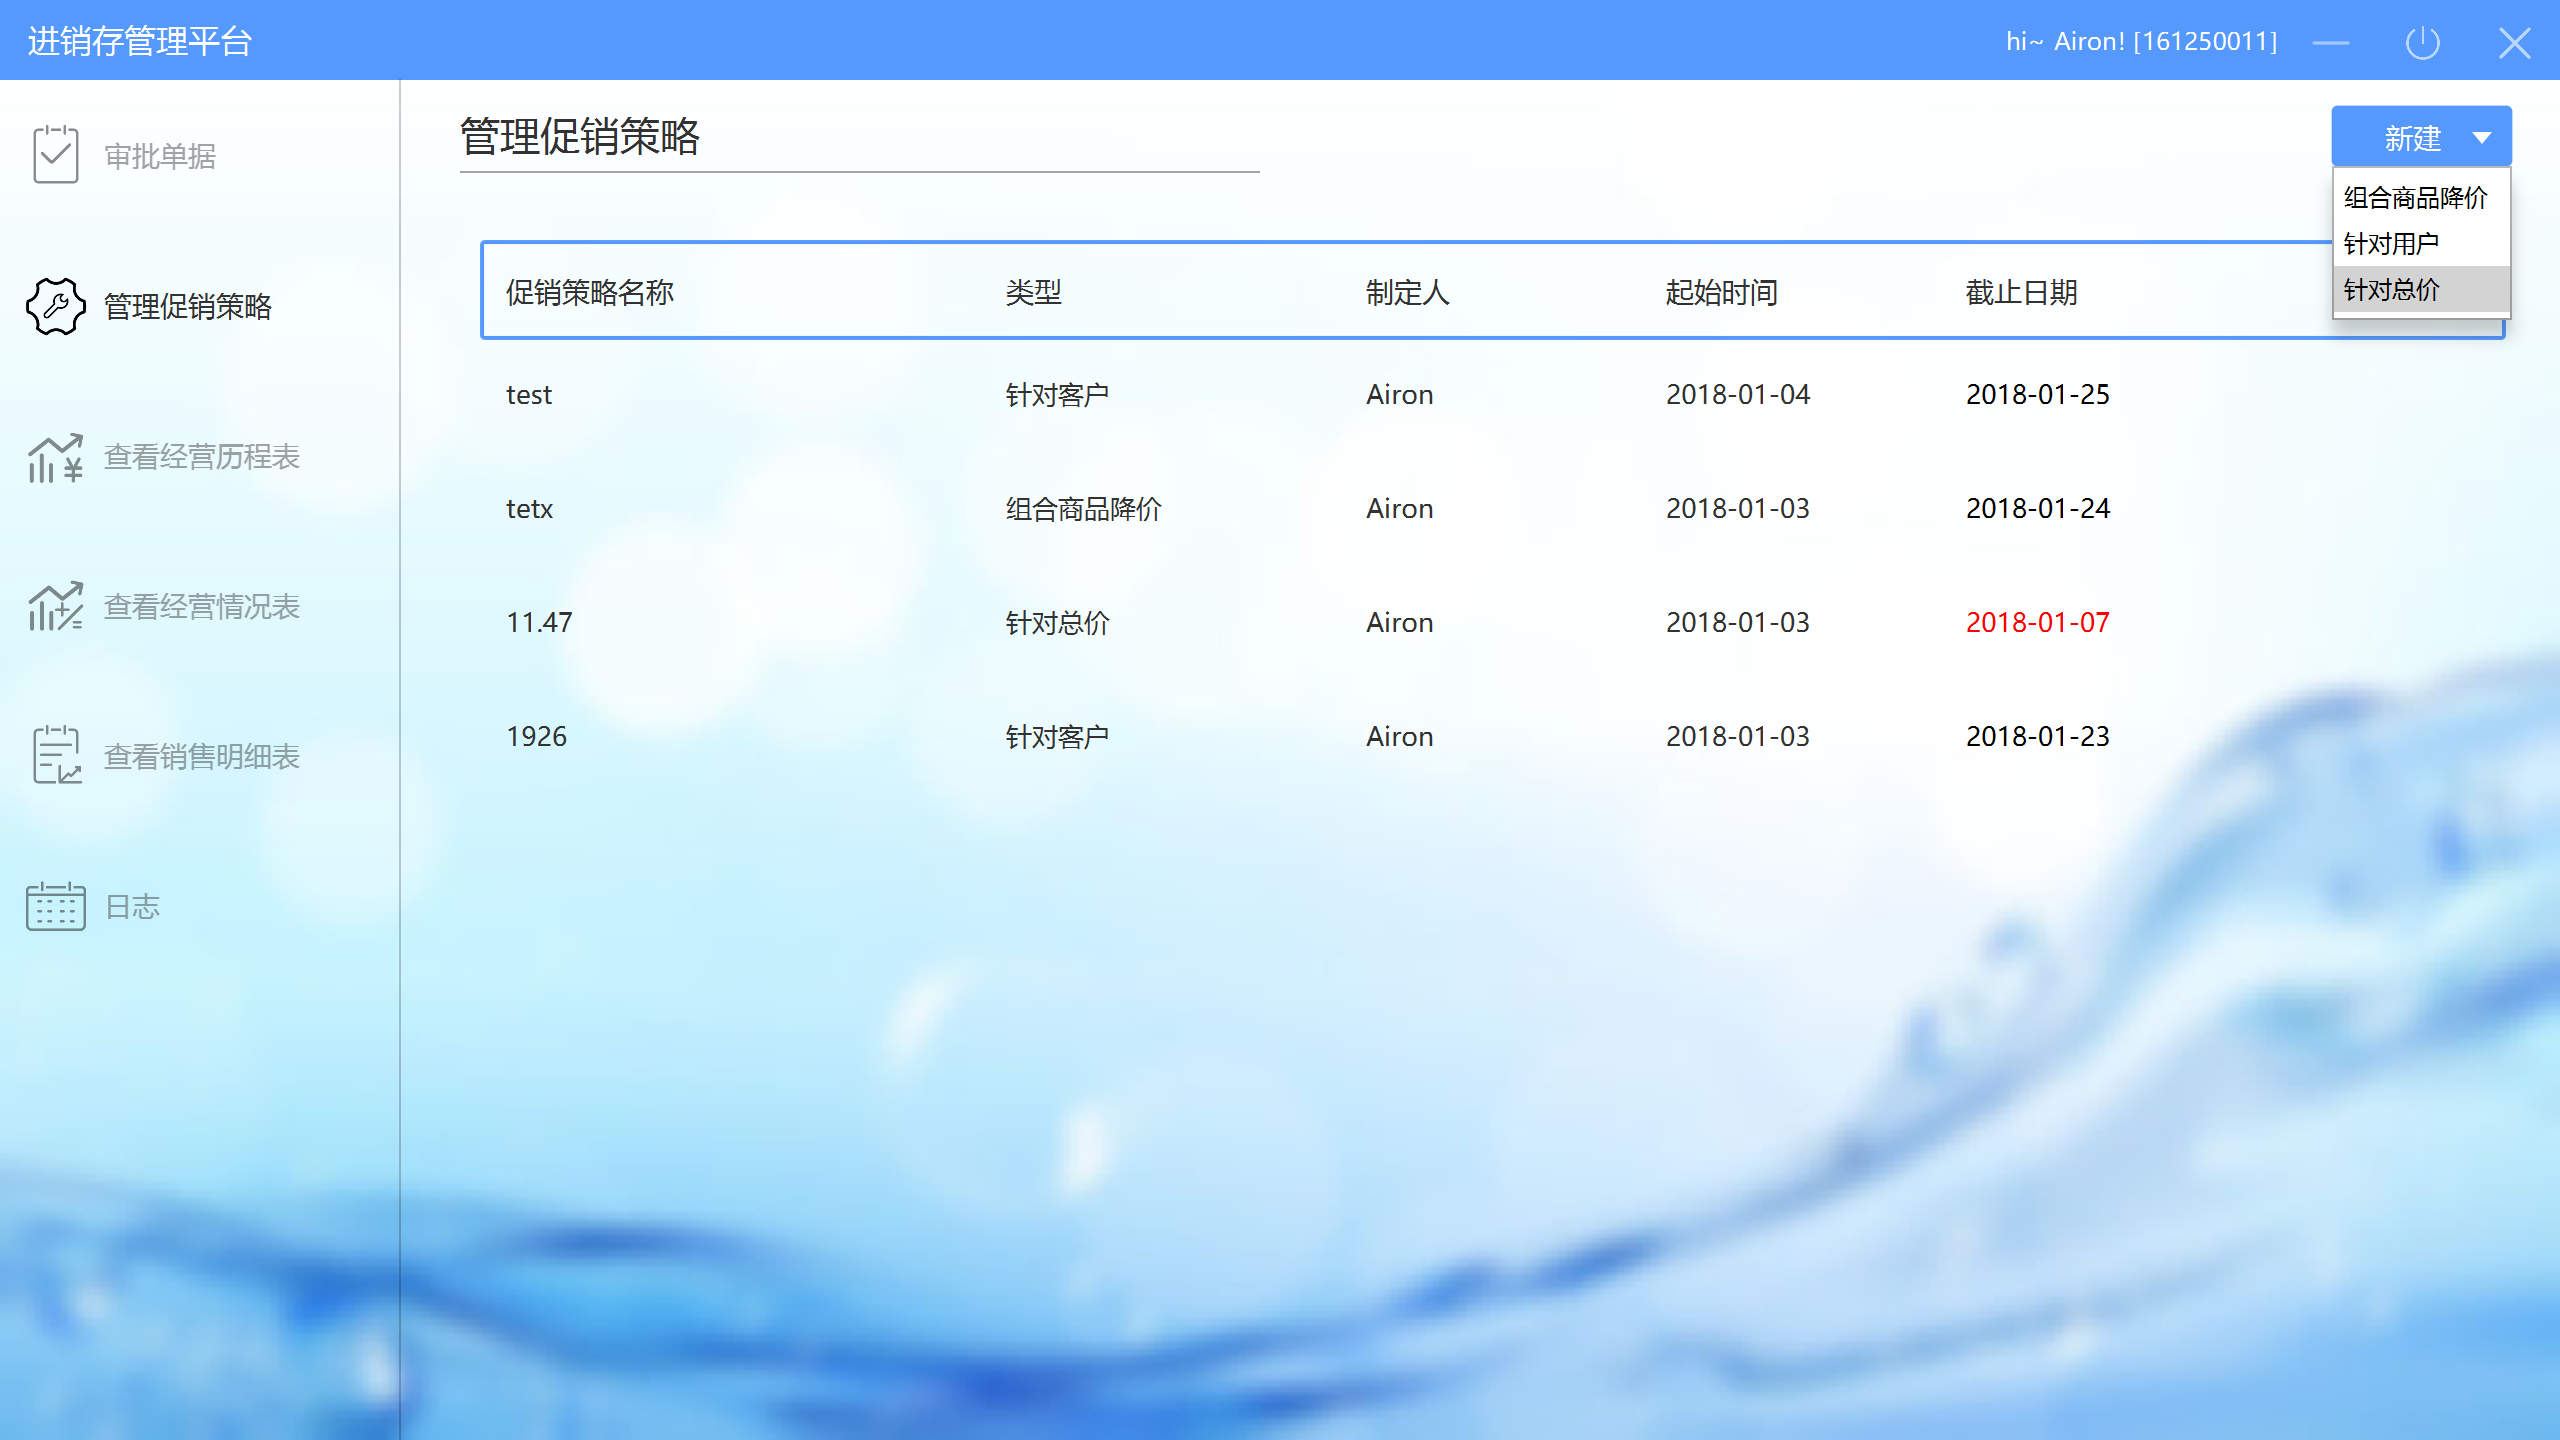 进销存管理平台
hi~ Airon! [161250011]
审批单据
管理促销策略
查看经营历程表
查看经营情况表
查看销售明细表
日志
管理促销策略
新建
组合商品降价
针对用户
针对总价
促销策略名称 类型 制定人 起始时间 截止日期
test 针对客户 Airon 2018-01-04 2018-01-25
tetx 组合商品降价 Airon 2018-01-03 2018-01-24
11.47 针对总价 Airon 2018-01-03 2018-01-07
1926 针对客户 Airon 2018-01-03 2018-01-23